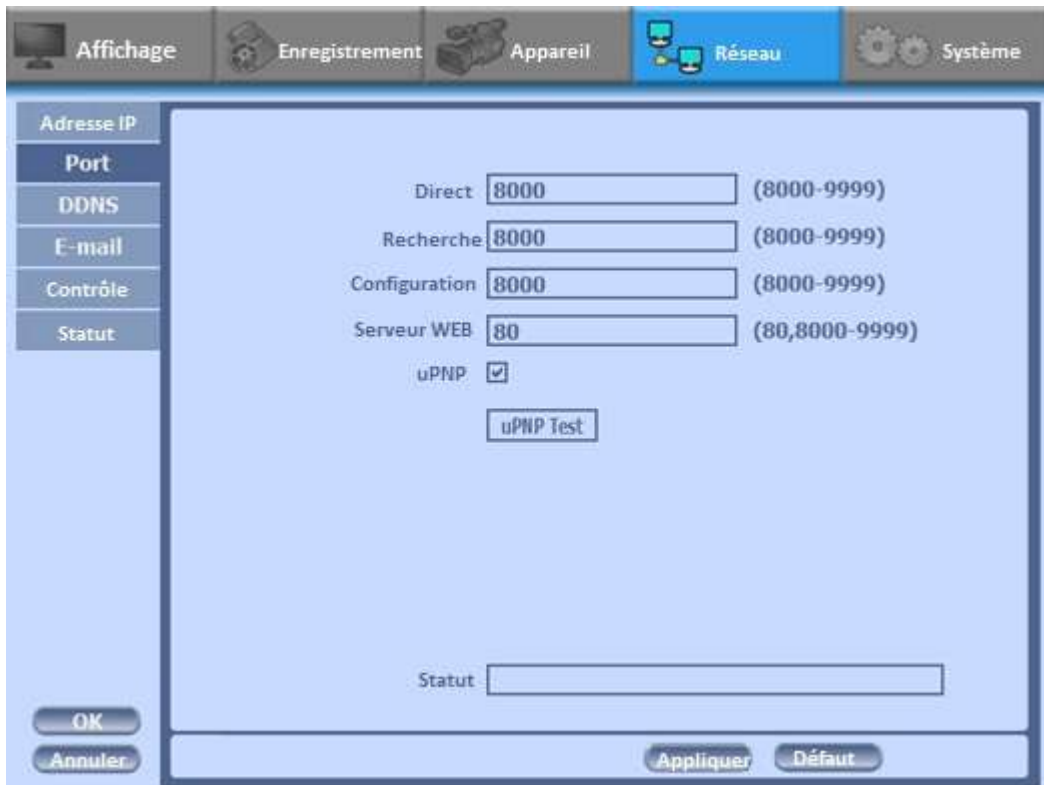 Affichage Enregistrement Appareil Réseau Système
Adresse IP
Port
DDNS
E-mail
Contrôle
Statut
Direct 8000 (8000-9999)
Recherche 8000 (8000-9999)
Configuration 8000 (8000-9999)
Serveur WEB 80 (80,8000-9999)
uPNP
uPNP Test
Statut
OK
Annuler
Appliquer Défaut